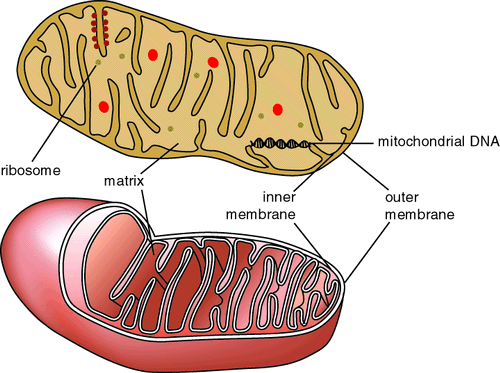 mitochondrial DNA
ribosome
matrix
inner
membrane
outer
membrane